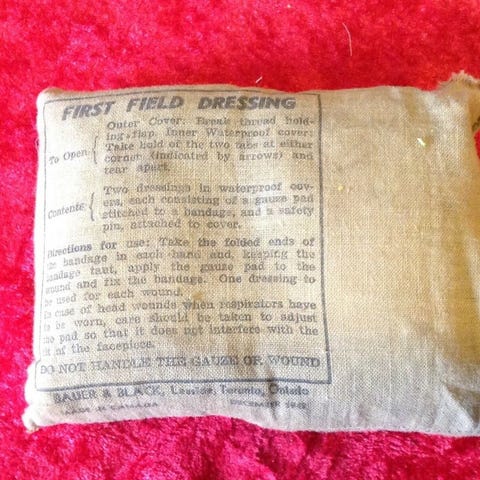 FIRST FIELD DRESSING
Outer Cover: Break thread hold-
ing flap. Inner Waterproof cover:
To Open: Take hold of the two tabs at either
corner (indicated by arrows) and
tear apart.
Two dressings in waterproof cov-
Contents: ers, each consisting of a gauze pad
stitched to a bandage, and a safety
pin, attached to cover.
Directions for use: Take the folded ends of
the bandage in each hand and, keeping the
bandage taut, apply the gauze pad to the
wound and fix the bandage. One dressing to
be used for each wound.
In case of head wounds when respirators have
to be worn, care should be taken to adjust
the pad so that it does not interfere with the
fit of the facepiece.
DO NOT HANDLE THE GAUZE OR WOUND
BAUER & BLACK, Leaside, Toronto, Ontario
MADE IN CANADA DECEMBER